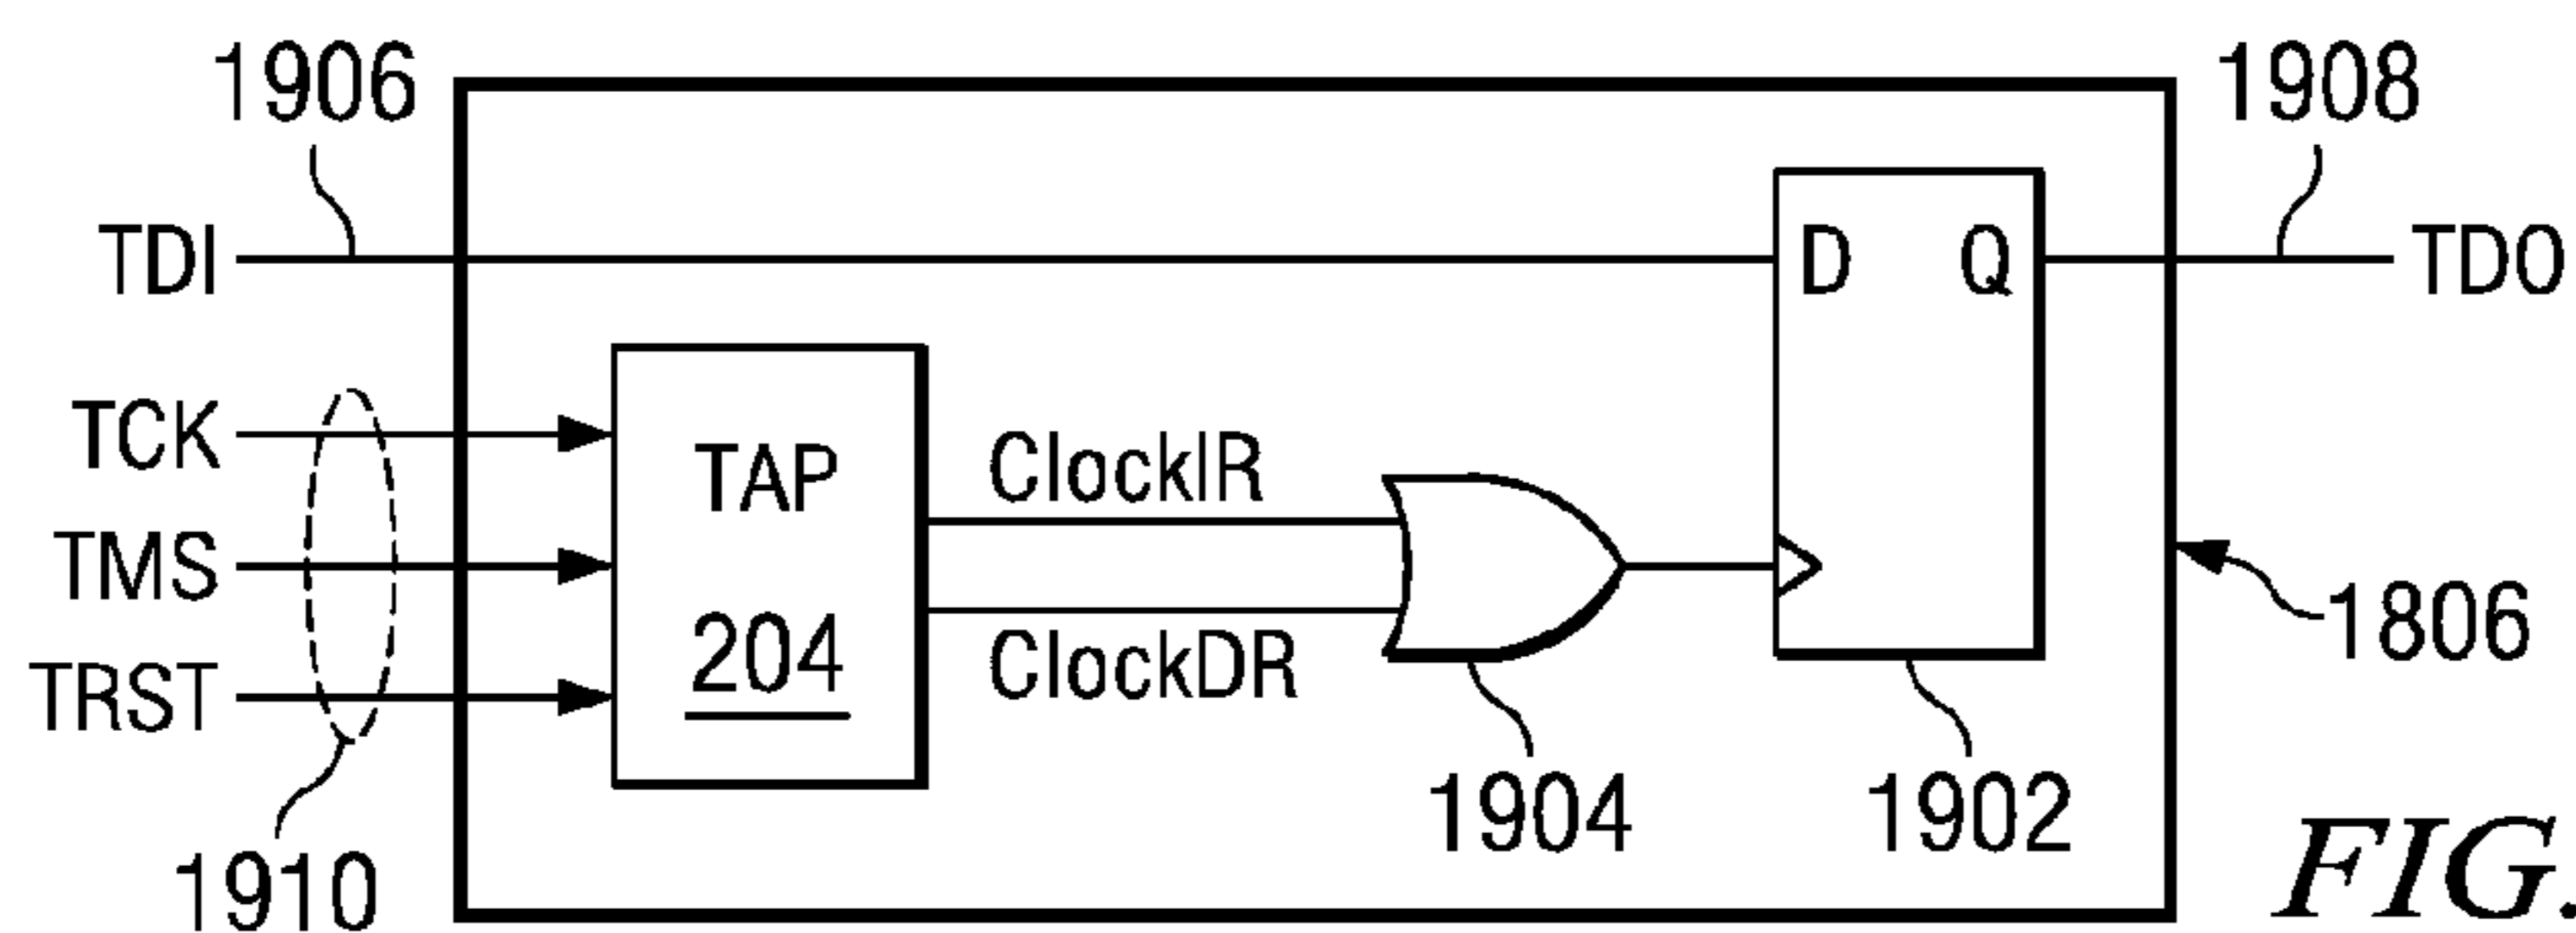 1906
1908
TDI
D
Q
TDO
TCK
TAP
ClockIR
TMS
204
ClockDR
1806
TRST
1904
1902
1910
FIG.